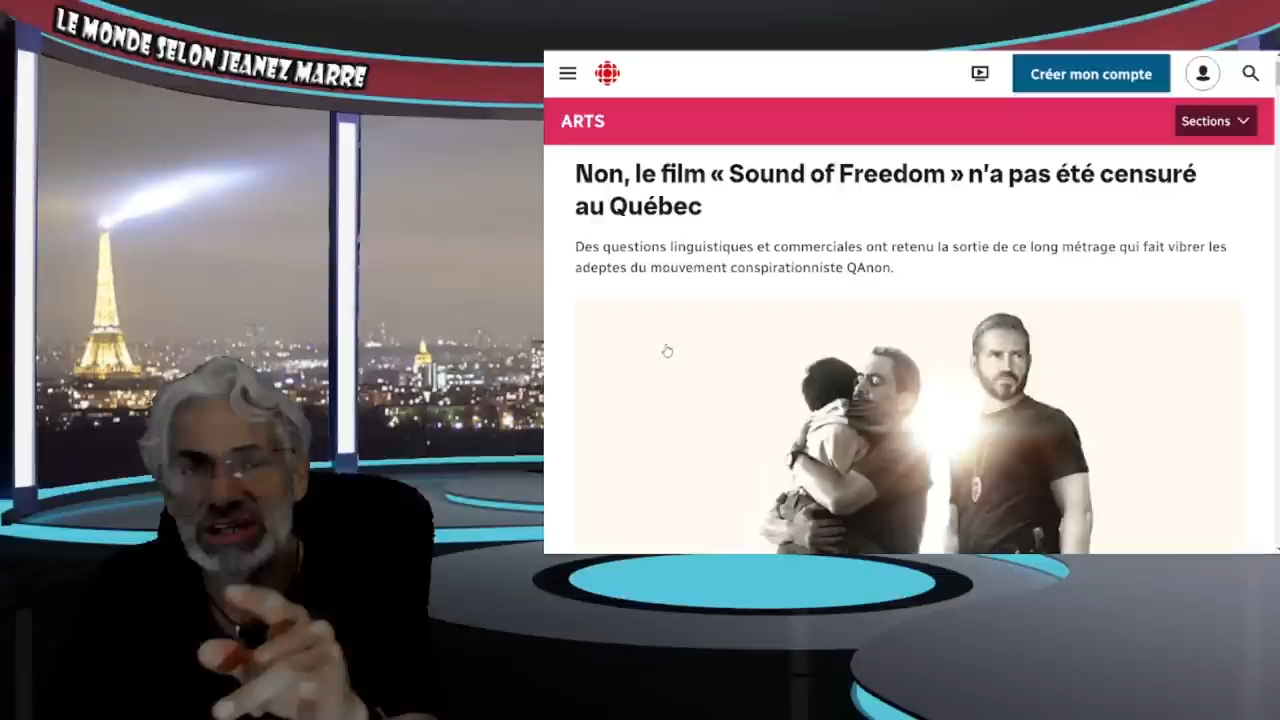 LE MONDE SELON JEANEZ MARRE
Créer mon compte
ARTS
Sections
Non, le film « Sound of Freedom » n'a pas été censuré
au Québec
Des questions linguistiques et commerciales ont retenu la sortie de ce long métrage qui fait vibrer les
adeptes du mouvement conspirationniste QAnon.